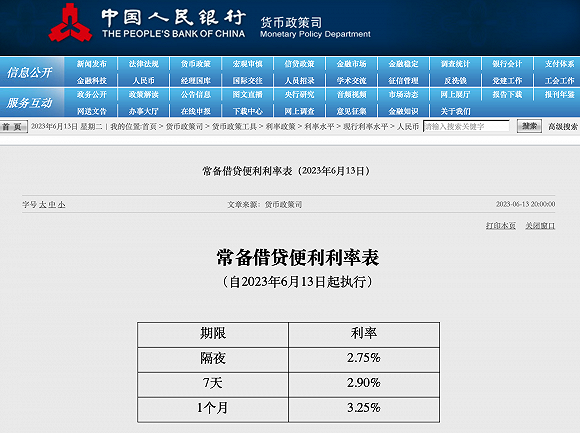 中国人民银行 货币政策司
THE PEOPLE'S BANK OF CHINA Monetary Policy Department
信息公开 新闻发布 法律法规 货币政策 宏观审慎 信贷政策 金融市场 金融稳定 调查统计 银行会计 支付体系
金融科技 人民币 经理国库 国际交往 人员招录 学术交流 征信管理 反洗钱 党建工作 工会工作
服务互动 政务公开 政策解读 公告信息 图文直播 央行研究 音频视频 市场动态 网上展厅 报告下载 报刊年鉴
网送文告 办事大厅 在线申报 下载中心 网上调查 意见征集 金融知识 关于我们
首 页 2023年6月13日 星期二 | 我的位置:首页 > 货币政策司 > 货币政策工具 > 利率政策 > 利率水平 > 现行利率水平 > 人民币 请输入搜索关键字 搜索 高级搜索
常备借贷便利利率表（2023年6月13日）
字号 大 中 小 文章来源：货币政策司 2023-06-13 20:00:00
打印本页 关闭窗口
常备借贷便利利率表
（自2023年6月13日起执行）
期限 利率
隔夜 2.75%
7天 2.90%
1个月 3.25%